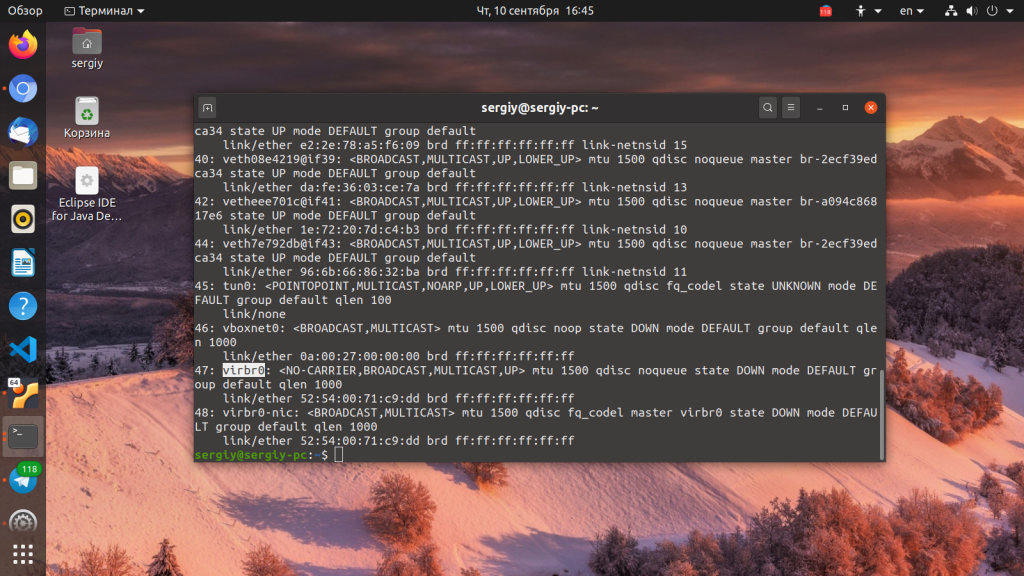 Обзор
Терминал
Чт, 10 сентября 16:45
118
en
sergiy
Корзина
Eclipse IDE
for Java De…
64
118
sergiy@sergiy-pc: ~
ca34 state UP mode DEFAULT group default
    link/ether e2:2e:78:a5:f6:09 brd ff:ff:ff:ff:ff:ff link-netnsid 15
40: veth08e4219@if39: <BROADCAST,MULTICAST,UP,LOWER_UP> mtu 1500 qdisc noqueue master br-2ecf39ed
ca34 state UP mode DEFAULT group default
    link/ether da:fe:36:03:ce:7a brd ff:ff:ff:ff:ff:ff link-netnsid 13
42: vetheee701c@if41: <BROADCAST,MULTICAST,UP,LOWER_UP> mtu 1500 qdisc noqueue master br-a094c868
17e6 state UP mode DEFAULT group default
    link/ether 1e:72:20:7d:c4:b3 brd ff:ff:ff:ff:ff:ff link-netnsid 10
44: veth7e792db@if43: <BROADCAST,MULTICAST,UP,LOWER_UP> mtu 1500 qdisc noqueue master br-2ecf39ed
ca34 state UP mode DEFAULT group default
    link/ether 96:6b:66:86:32:ba brd ff:ff:ff:ff:ff:ff link-netnsid 11
45: tun0: <POINTOPOINT,MULTICAST,NOARP,UP,LOWER_UP> mtu 1500 qdisc fq_codel state UNKNOWN mode DE
FAULT group default qlen 100
    link/none
46: vboxnet0: <BROADCAST,MULTICAST> mtu 1500 qdisc noop state DOWN mode DEFAULT group default qle
n 1000
    link/ether 0a:00:27:00:00:00 brd ff:ff:ff:ff:ff:ff
47: virbr0: <NO-CARRIER,BROADCAST,MULTICAST,UP> mtu 1500 qdisc noqueue state DOWN mode DEFAULT gr
oup default qlen 1000
    link/ether 52:54:00:71:c9:dd brd ff:ff:ff:ff:ff:ff
48: virbr0-nic: <BROADCAST,MULTICAST> mtu 1500 qdisc fq_codel master virbr0 state DOWN mode DEFAU
LT group default qlen 1000
    link/ether 52:54:00:71:c9:dd brd ff:ff:ff:ff:ff:ff
sergiy@sergiy-pc:~$